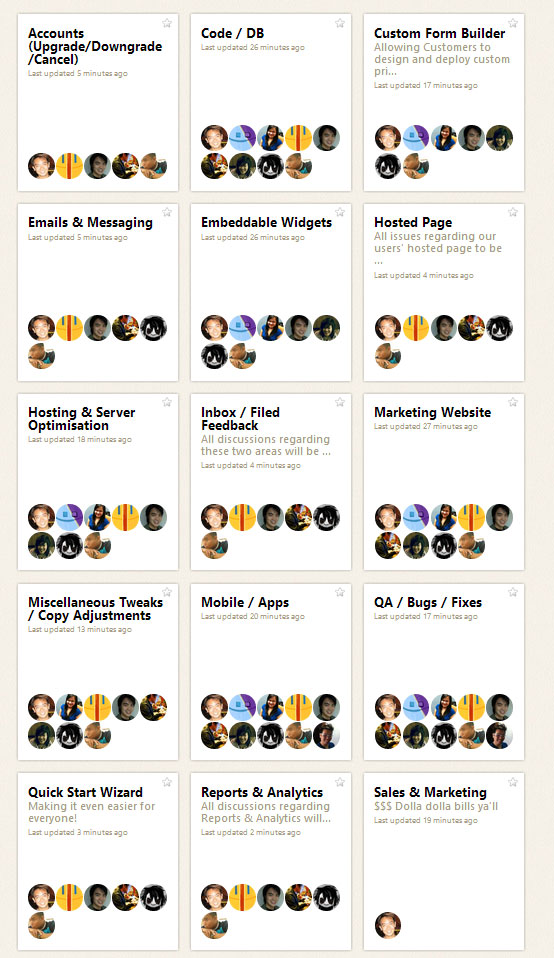 Accounts
(Upgrade/Downgrade
/Cancel)
Last updated 5 minutes ago
Code / DB
Last updated 26 minutes ago
Custom Form Builder
Allowing Customers to
design and deploy custom
pri...
Last updated 17 minutes ago
Emails & Messaging
Last updated 5 minutes ago
Embeddable Widgets
Last updated 26 minutes ago
Hosted Page
All issues regarding our
users' hosted page to be
...
Last updated 4 minutes ago
Hosting & Server
Optimisation
Last updated 18 minutes ago
Inbox / Filed
Feedback
All discussions regarding
these two areas will be ...
Last updated 4 minutes ago
Marketing Website
Last updated 27 minutes ago
Miscellaneous Tweaks
/ Copy Adjustments
Last updated 13 minutes ago
Mobile / Apps
Last updated 20 minutes ago
QA / Bugs / Fixes
Last updated 17 minutes ago
Quick Start Wizard
Making it even easier for
everyone!
Last updated 3 minutes ago
Reports & Analytics
All discussions regarding
Reports & Analytics will...
Last updated 2 minutes ago
Sales & Marketing
$$$ Dolla dolla bills ya'll
Last updated 19 minutes ago